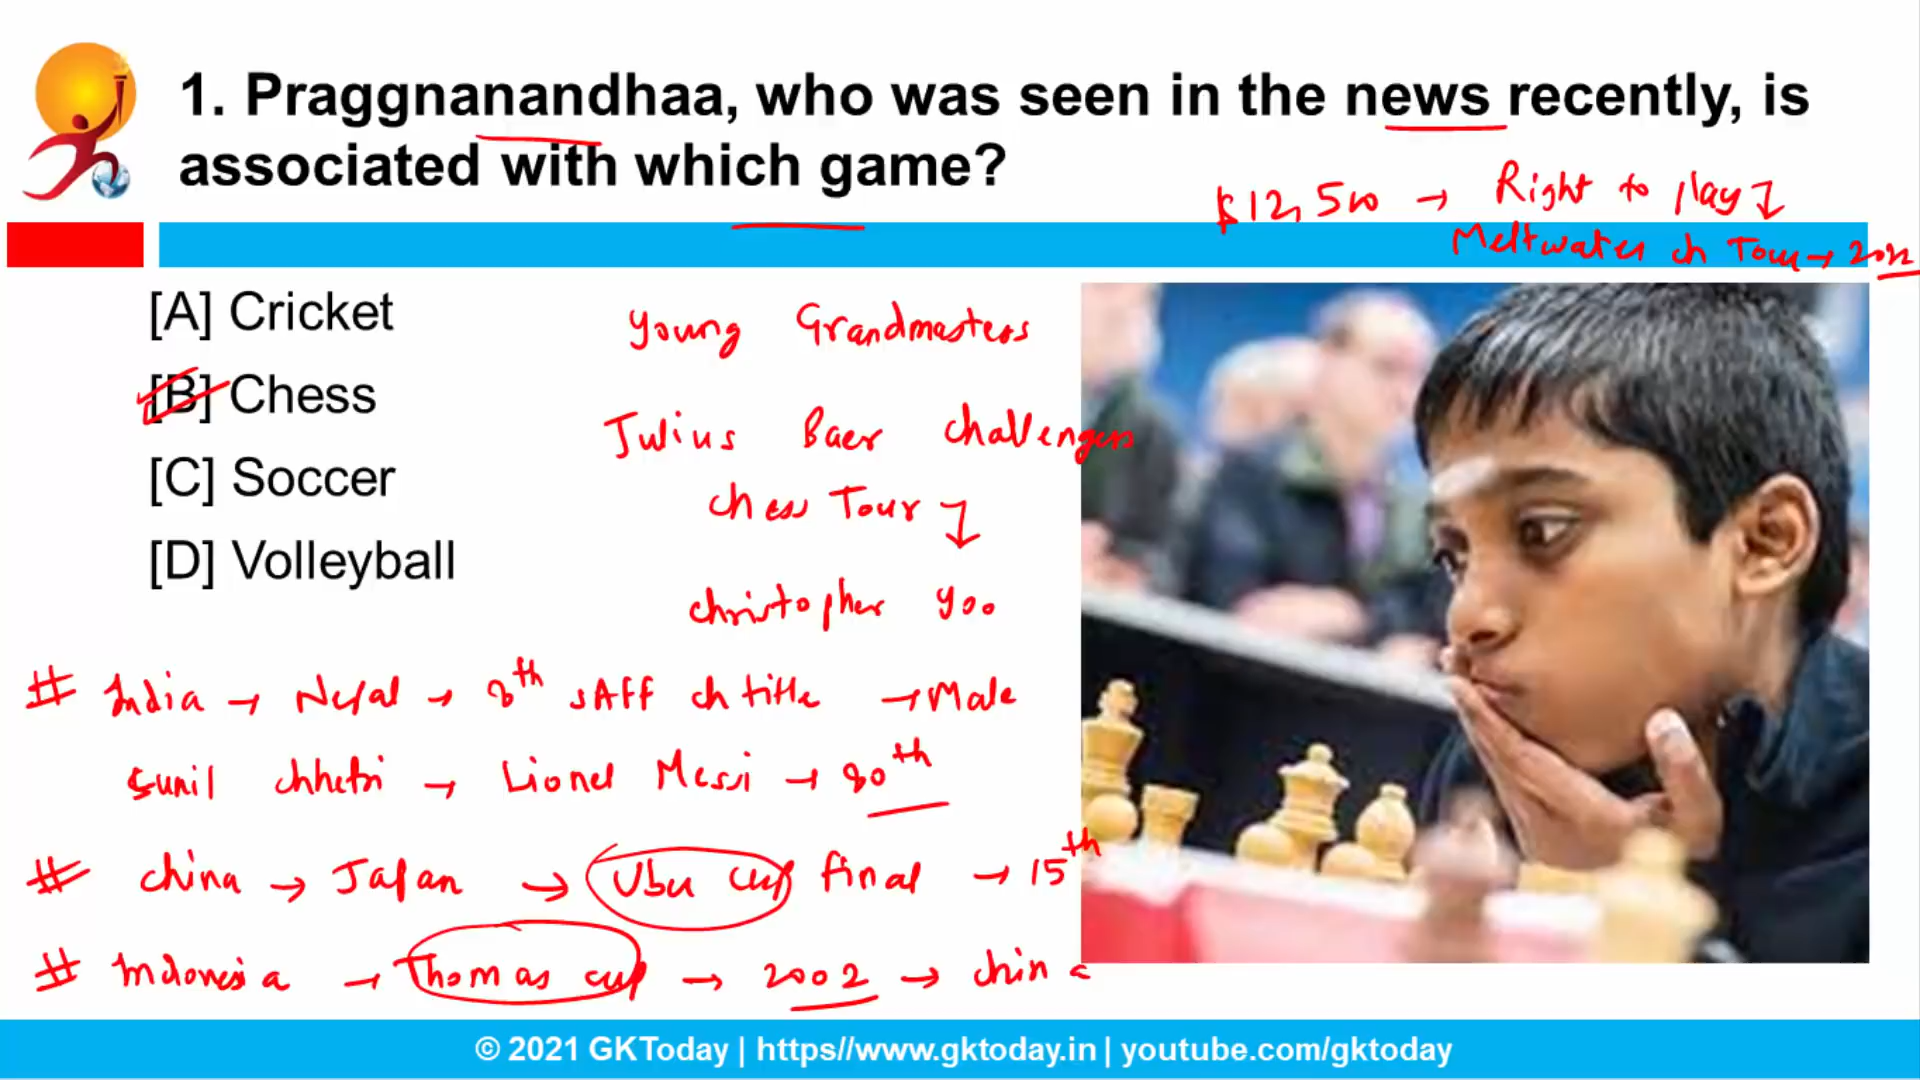 1. Praggnanandhaa, who was seen in the news recently, is
associated with which game?
$12,500 → Right to play
Meltwater ch Tour → 2022
[A] Cricket
[B] Chess
[C] Soccer
[D] Volleyball
Young Grandmasters
Julius Baer challengers
chess Tour
christopher Yoo
# India → Nepal → 8th SAFF ch title → Male
Sunil chhetri → Lionel Messi → 80th
# china → Japan → Uber cup final → 15th
# Indonesia → Thomas cup → 2002 → china
© 2021 GKToday | https//www.gktoday.in | youtube.com/gktoday